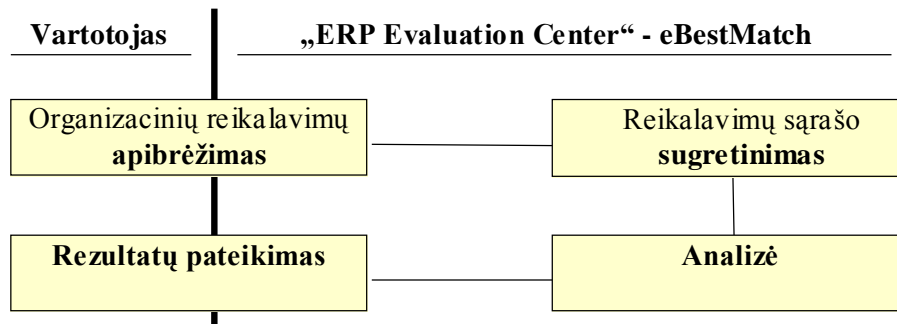 Vartotojas
„ERP Evaluation Center“ - eBestMatch
Organizacinių reikalavimų
apibrėžimas
Reikalavimų sąrašo
sugretinimas
Rezultatų pateikimas
Analizė